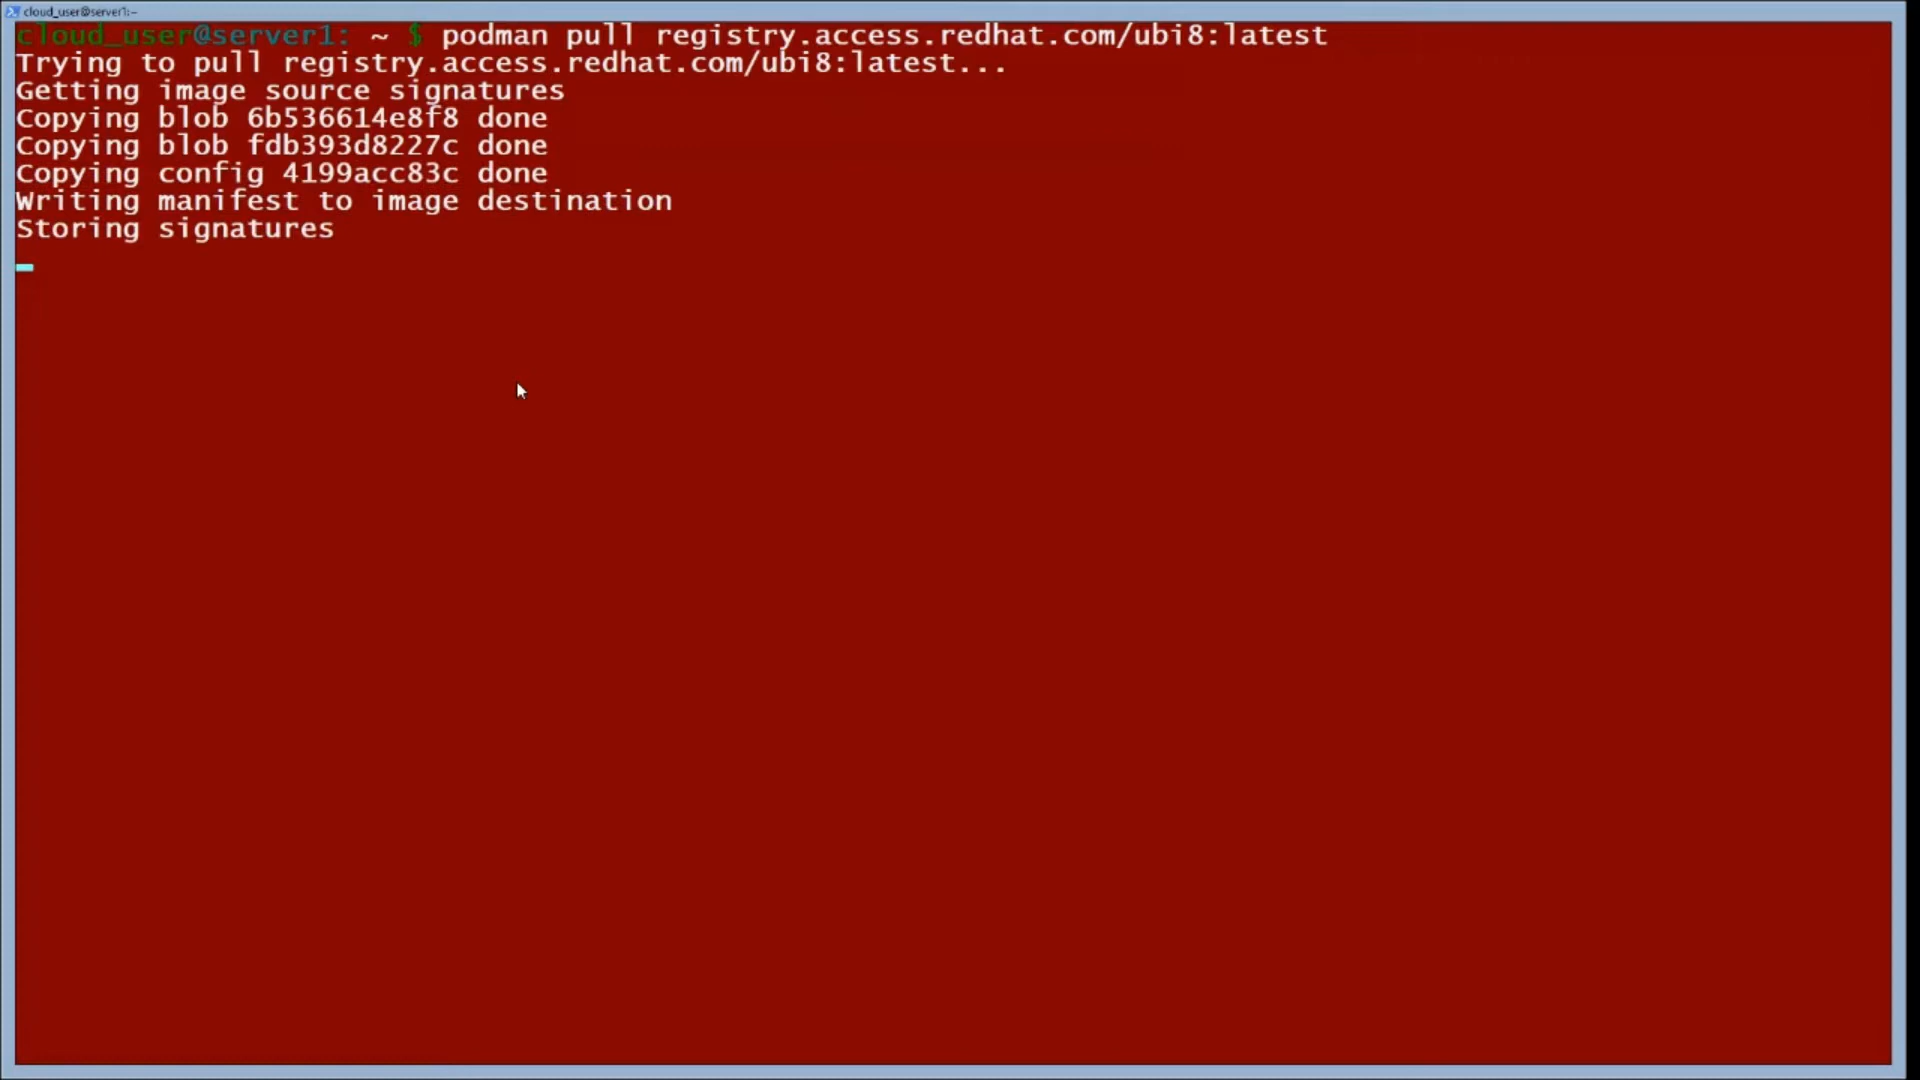 cloud_user@server1:~
cloud_user@server1: ~ $ podman pull registry.access.redhat.com/ubi8:latest
Trying to pull registry.access.redhat.com/ubi8:latest...
Getting image source signatures
Copying blob 6b536614e8f8 done
Copying blob fdb393d8227c done
Copying config 4199acc83c done
Writing manifest to image destination
Storing signatures